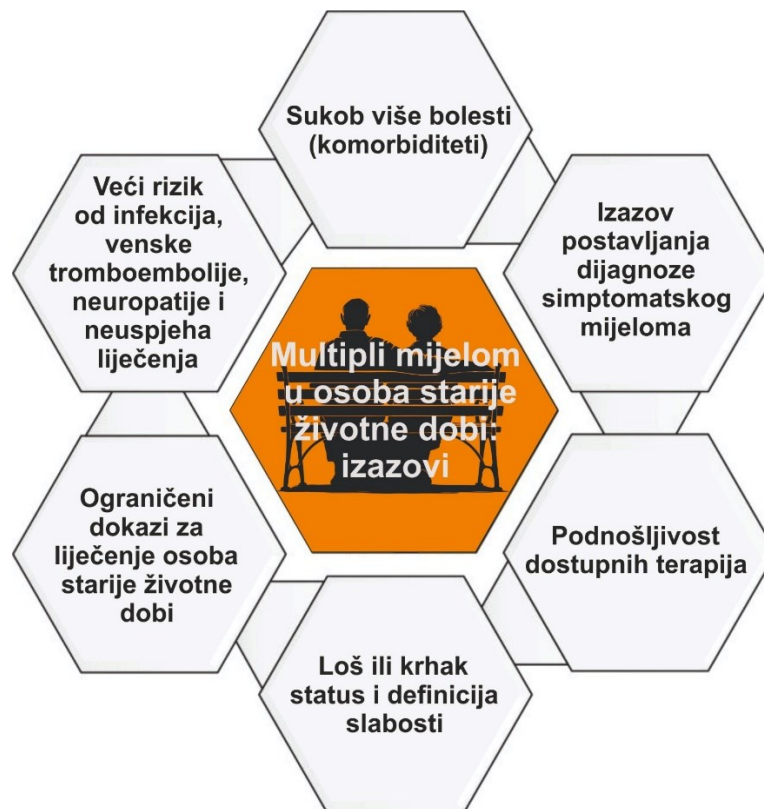 Sukob više bolesti
(komorbiditeti)
Izazov
postavljanja
dijagnoze
simptomatskog
mijeloma
Podnošljivost
dostupnih terapija
Loš ili krhak
status i definicija
slabosti
Ograničeni
dokazi za
liječenje osoba
starije životne
dobi
Veći rizik
od infekcija,
venske
tromboembolije,
neuropatije i
neuspjeha
liječenja
Multipli mijelom
u osoba starije
životne dobi:
izazovi